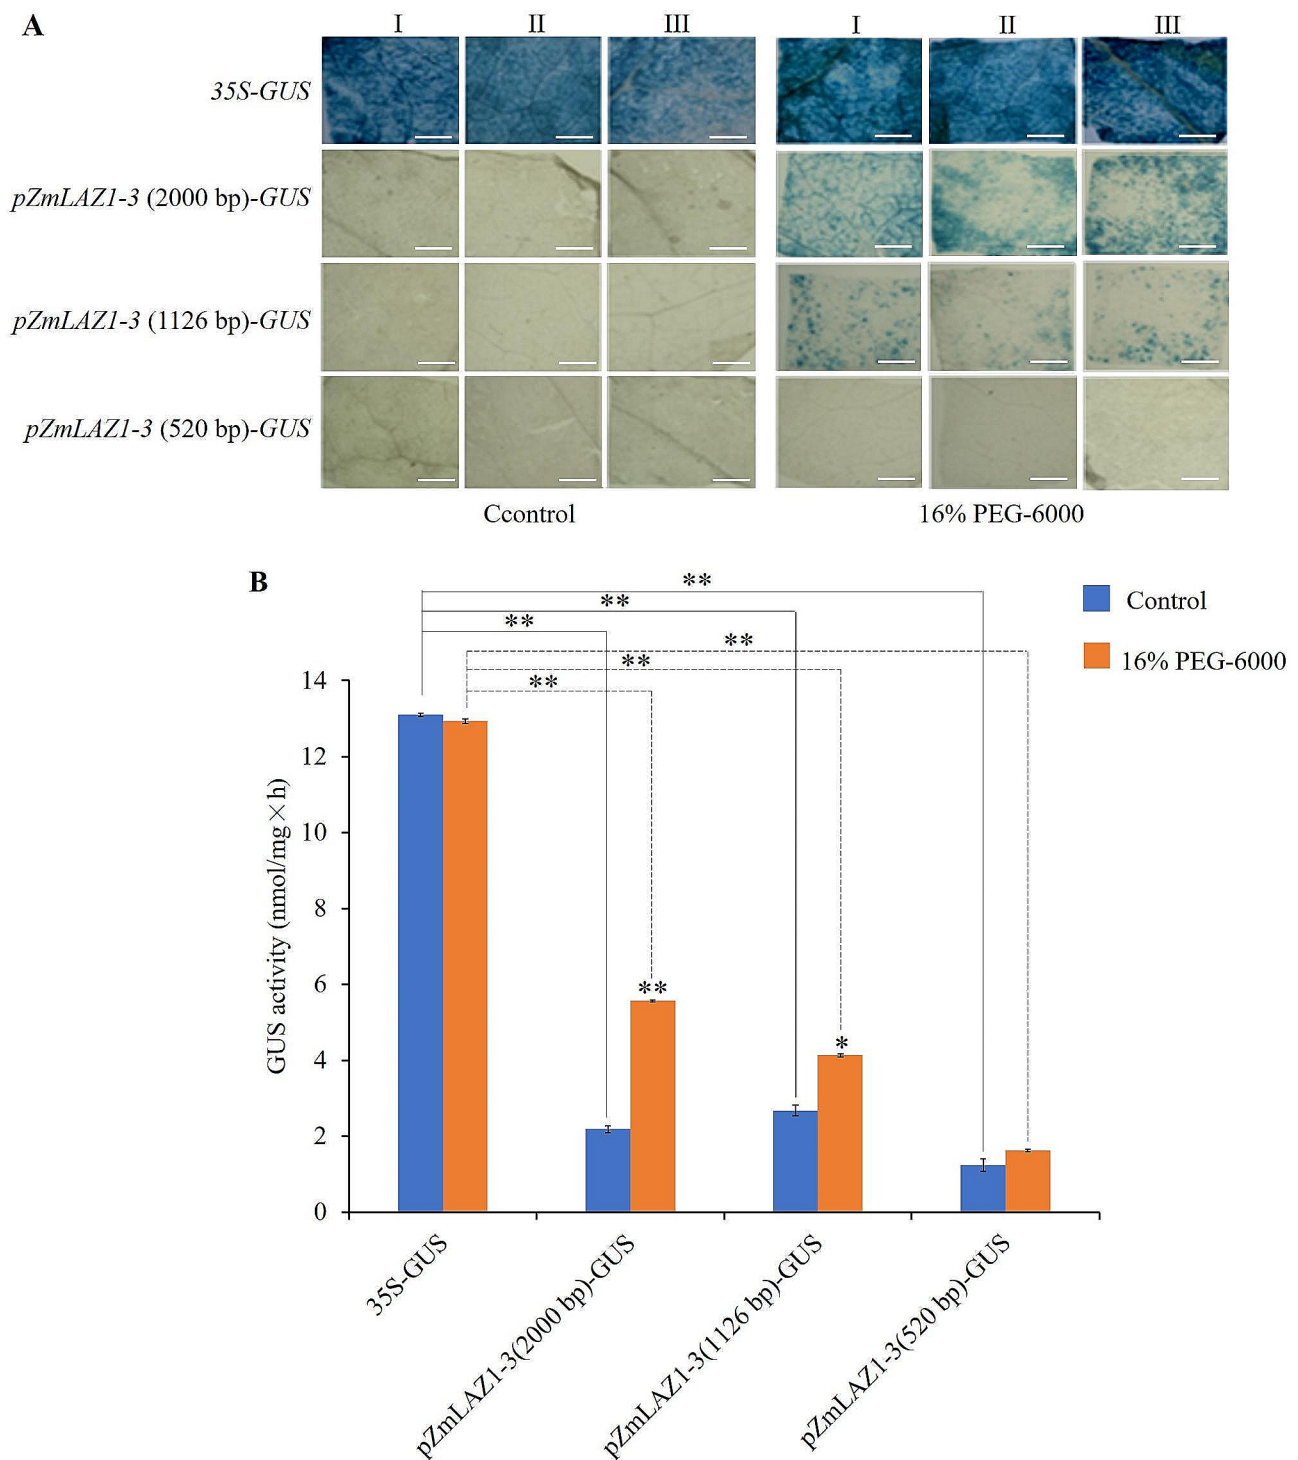 A
I II III I II III
35S-GUS
pZmLAZ1-3 (2000 bp)-GUS
pZmLAZ1-3 (1126 bp)-GUS
pZmLAZ1-3 (520 bp)-GUS
Ccontrol 16% PEG-6000
B
**
**
**
**
**
**
Control
16% PEG-6000
GUS activity (nmol/mg×h)
14
12
10
8
6
4
2
0
**
*
35S-GUS
pZmLAZ1-3(2000 bp)-GUS
pZmLAZ1-3(1126 bp)-GUS
pZmLAZ1-3(520 bp)-GUS